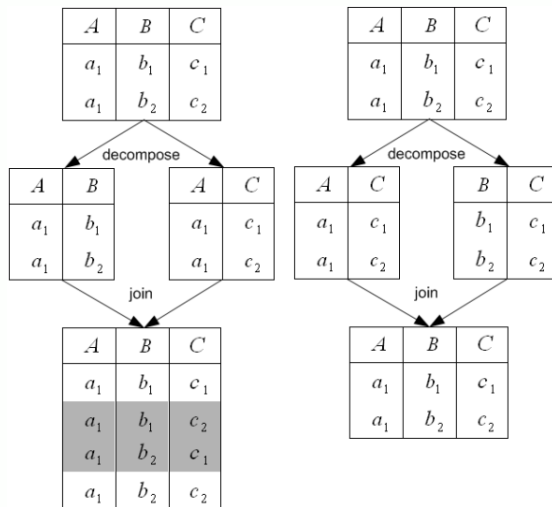 A B C
a₁ b₁ c₁
a₁ b₂ c₂
decompose
A B
a₁ b₁
a₁ b₂
A C
a₁ c₁
a₁ c₂
join
A B C
a₁ b₁ c₁
a₁ b₁ c₂
a₁ b₂ c₁
a₁ b₂ c₂
A B C
a₁ b₁ c₁
a₁ b₂ c₂
decompose
A C
a₁ c₁
a₁ c₂
B C
b₁ c₁
b₂ c₂
join
A B C
a₁ b₁ c₁
a₁ b₂ c₂